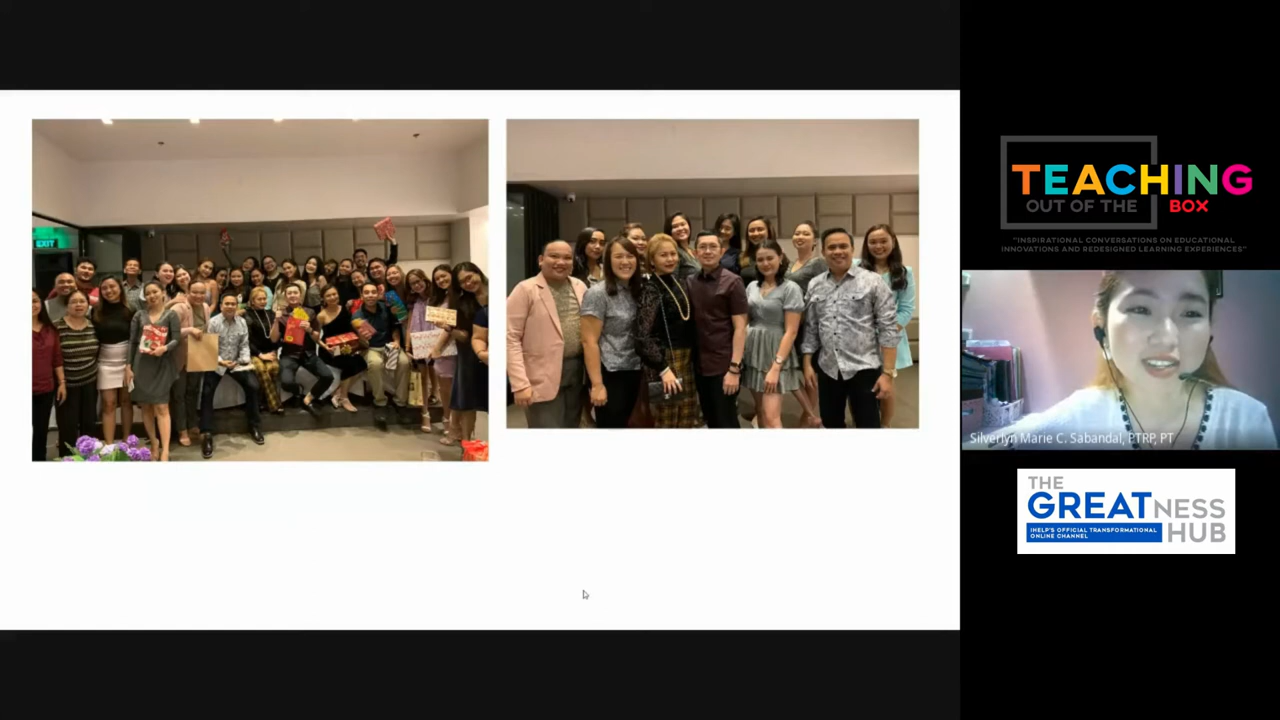 EXIT
TEACHING
OUT OF THE BOX
"INSPIRATIONAL CONVERSATIONS ON EDUCATIONAL
INNOVATIONS AND REDESIGNED LEARNING EXPERIENCES"
Silverlyn Marie C. Sabandal, PTRP, PT
THE
GREATNESS
INELP'S OFFICIAL TRANSFORMATIONAL
ONLINE CHANNEL
HUB